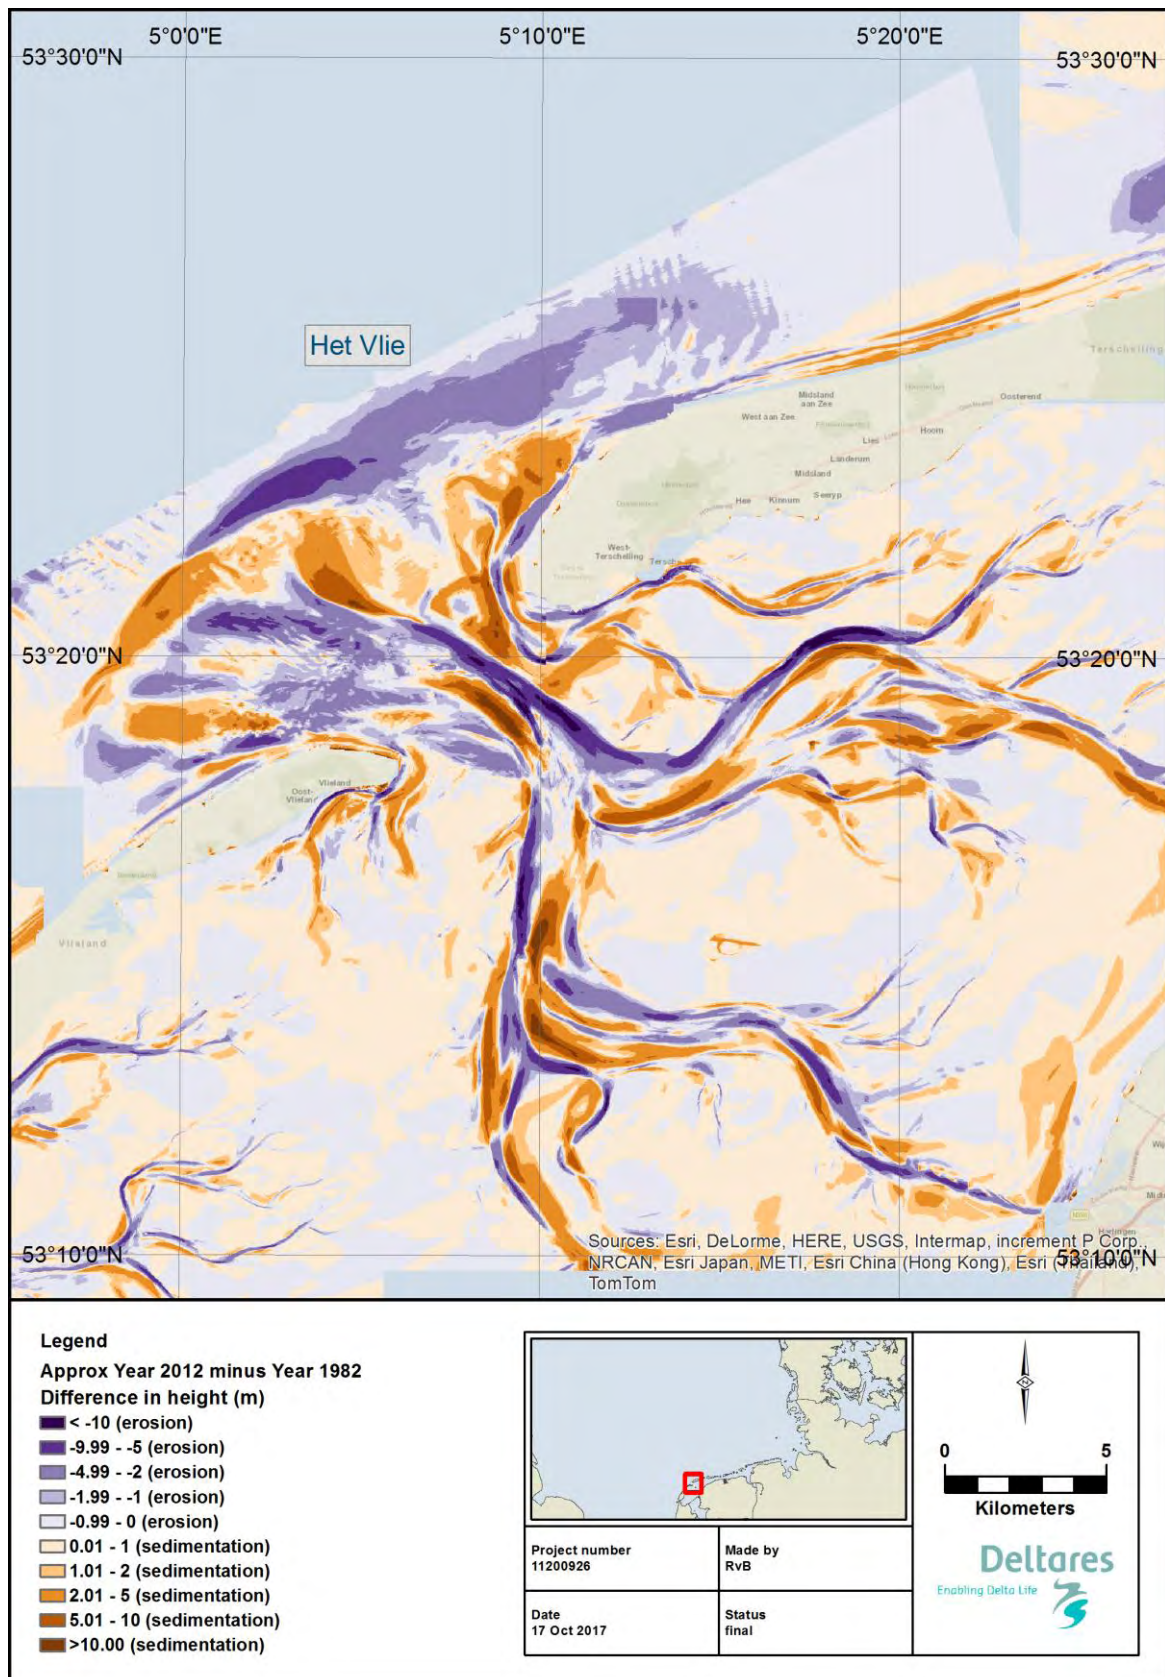 5°0'0"E 5°10'0"E 5°20'0"E
53°30'0"N 53°30'0"N
Het Vlie
Terschelling
Midsland
aan Zee
Oosterend
West aan Zee
Hoorn
Lies
Landerum
Midsland
Hee Kinnum Seeryp
West-
Terschelling
53°20'0"N 53°20'0"N
Vlieland
Oost-
Vlieland
Vlieland
53°10'0"N 53°10'0"N
Sources: Esri, DeLorme, HERE, USGS, Intermap, increment P Corp.,
NRCAN, Esri Japan, METI, Esri China (Hong Kong), Esri (Thailand),
TomTom
Legend
Approx Year 2012 minus Year 1982
Difference in height (m)
< -10 (erosion)
-9.99 - -5 (erosion)
-4.99 - -2 (erosion)
-1.99 - -1 (erosion)
-0.99 - 0 (erosion)
0.01 - 1 (sedimentation)
1.01 - 2 (sedimentation)
2.01 - 5 (sedimentation)
5.01 - 10 (sedimentation)
>10.00 (sedimentation)
Project number
11200926
Made by
RvB
Date
17 Oct 2017
Status
final
N
0 5
Kilometers
Deltares
Enabling Delta Life